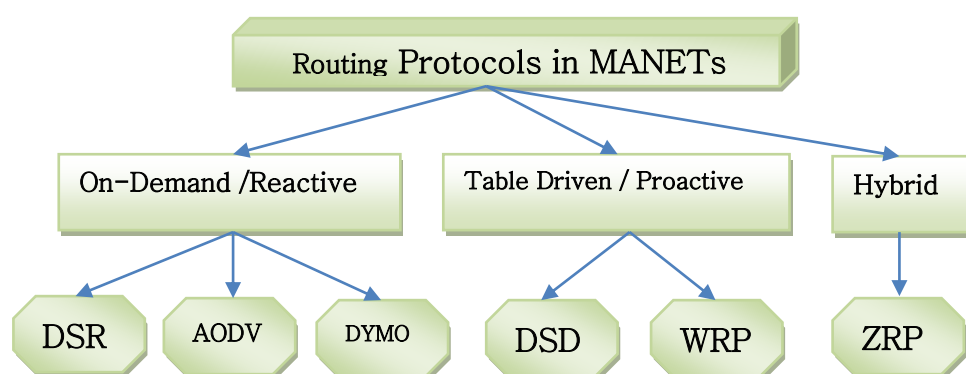 Routing Protocols in MANETs
On-Demand /Reactive
Table Driven / Proactive
Hybrid
DSR
AODV
DYMO
DSD
WRP
ZRP